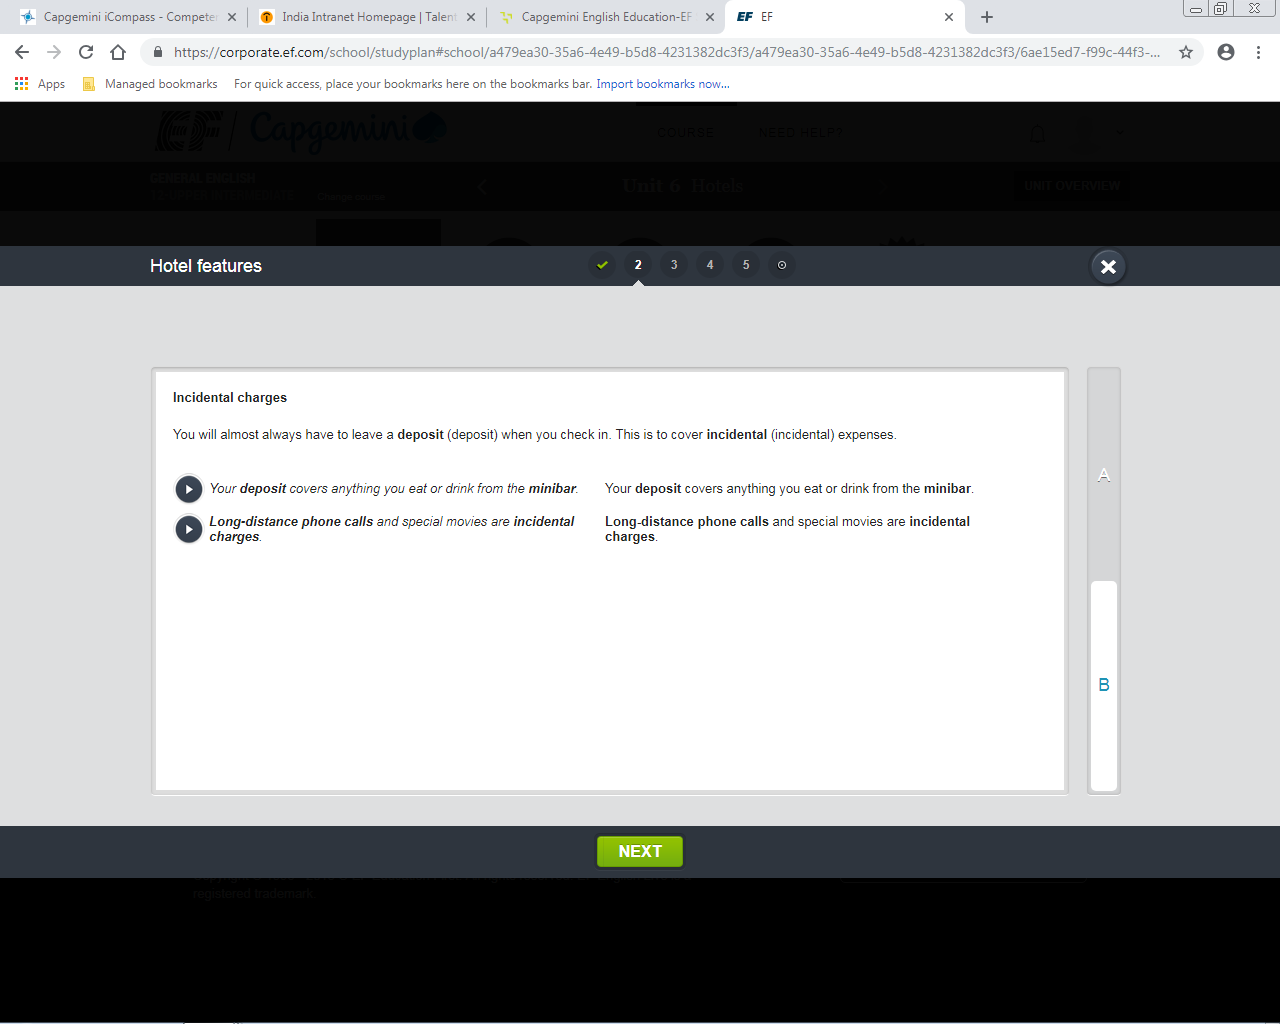 Capgemini iCompass - Competen
India Intranet Homepage | Talent
Capgemini English Education-EF
EF
https://corporate.ef.com/school/studyplan#school/a479ea30-35a6-4e49-b5d8-4231382dc3f3/a479ea30-35a6-4e49-b5d8-4231382dc3f3/6ae15ed7-f99c-44f3-...
Apps
Managed bookmarks
For quick access, place your bookmarks here on the bookmarks bar. Import bookmarks now...
EF | Capgemini
COURSE
NEED HELP?
GENERAL ENGLISH
Change course
Unit 6 Hotels
UNIT OVERVIEW
Hotel features
2
3
4
5
Incidental charges
You will almost always have to leave a deposit (deposit) when you check in. This is to cover incidental (incidental) expenses.
Your deposit covers anything you eat or drink from the minibar.
Your deposit covers anything you eat or drink from the minibar.
Long-distance phone calls and special movies are incidental
charges.
Long-distance phone calls and special movies are incidental
charges.
A
B
NEXT
registered trademark